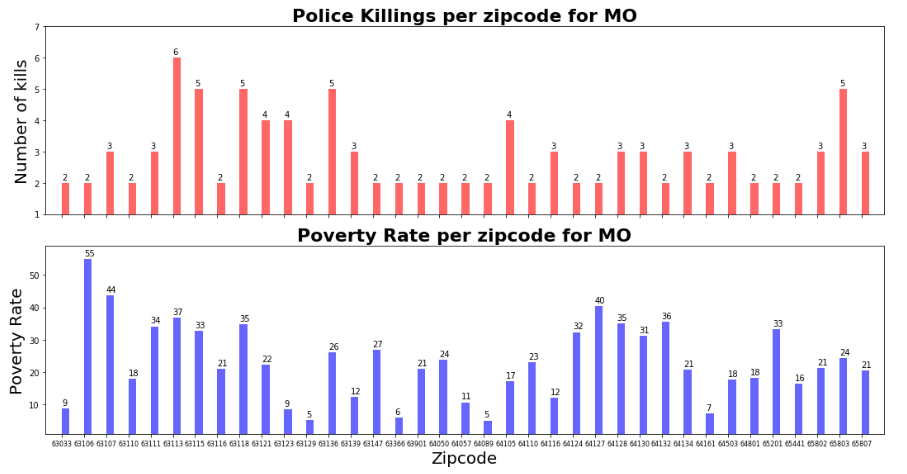 Police Killings per zipcode for MO
Number of kills
7
6
5
4
3
2
1
2 2 3 2 3 6 5 2 5 4 4 2 5 3 2 2 2 2 2 2 4 2 3 2 2 3 3 2 3 2 3 2 2 2 3 5 3
Poverty Rate per zipcode for MO
Poverty Rate
50
40
30
20
10
9 55 44 18 34 37 33 21 35 22 9 5 26 12 27 6 21 24 11 5 17 23 12 32 40 35 31 36 21 7 18 18 33 16 21 24 21
63033 63106 63107 63110 63111 63113 63115 63116 63118 63121 63123 63129 63136 63139 63147 63366 63901 64050 64057 64089 64105 64110 64116 64124 64127 64128 64130 64132 64134 64161 64503 64801 65201 65441 65802 65803 65807
Zipcode